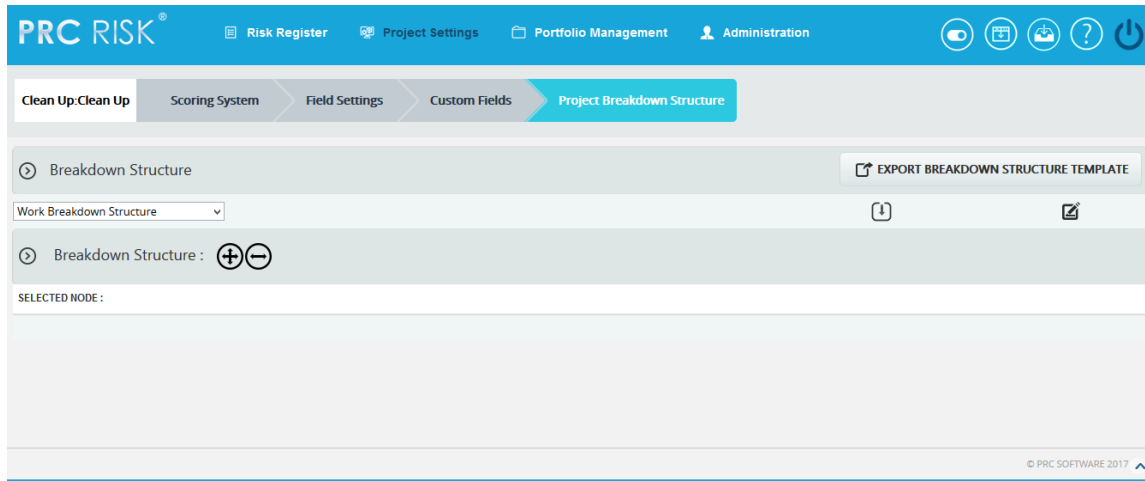 PRC RISK®
Risk Register Project Settings Portfolio Management Administration
Clean Up:Clean Up Scoring System Field Settings Custom Fields Project Breakdown Structure
Breakdown Structure EXPORT BREAKDOWN STRUCTURE TEMPLATE
Work Breakdown Structure
Breakdown Structure :
SELECTED NODE :
© PRC SOFTWARE 2017